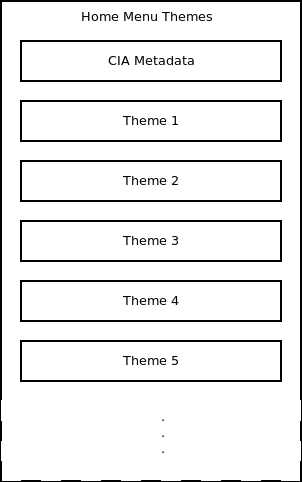 Home Menu Themes
CIA Metadata
Theme 1
Theme 2
Theme 3
Theme 4
Theme 5
.
.
.